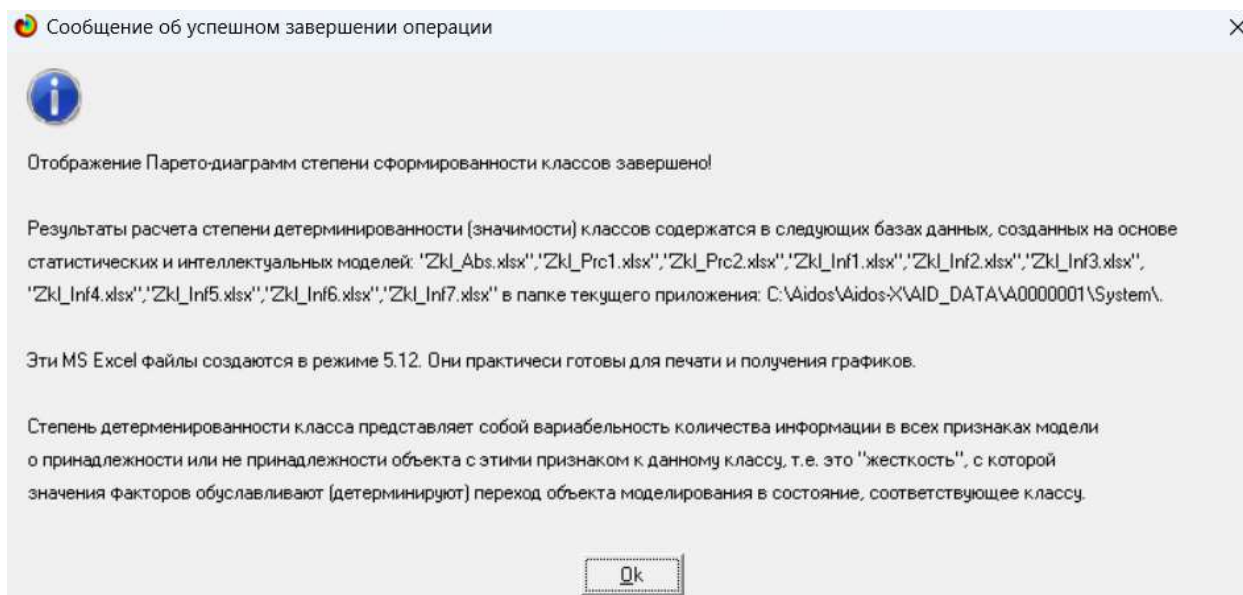 Сообщение об успешном завершении операции
Отображение Парето-диаграмм степени сформированности классов завершено!
Результаты расчета степени детерминированности (значимости) классов содержатся в следующих базах данных, созданных на основе
статистических и интеллектуальных моделей: "Zkl_Abs.xlsx","Zkl_Prc1.xlsx","Zkl_Prc2.xlsx","Zkl_Inf1.xlsx","Zkl_Inf2.xlsx","Zkl_Inf3.xlsx",
"Zkl_Inf4.xlsx","Zkl_Inf5.xlsx","Zkl_Inf6.xlsx","Zkl_Inf7.xlsx" в папке текущего приложения: C:\Aidos\Aidos-X\AID_DATA\A0000001\System\.
Эти MS Excel файлы создаются в режиме 5.12. Они практичеси готовы для печати и получения графиков.
Степень детерменированности класса представляет собой вариабельность количества информации в всех признаках модели
о принадлежности или не принадлежности объекта с этими признаком к данному классу, т.е. это "жесткость", с которой
значения факторов обуславливают (детерминируют) переход объекта моделирования в состояние, соответствующее классу.
Ok